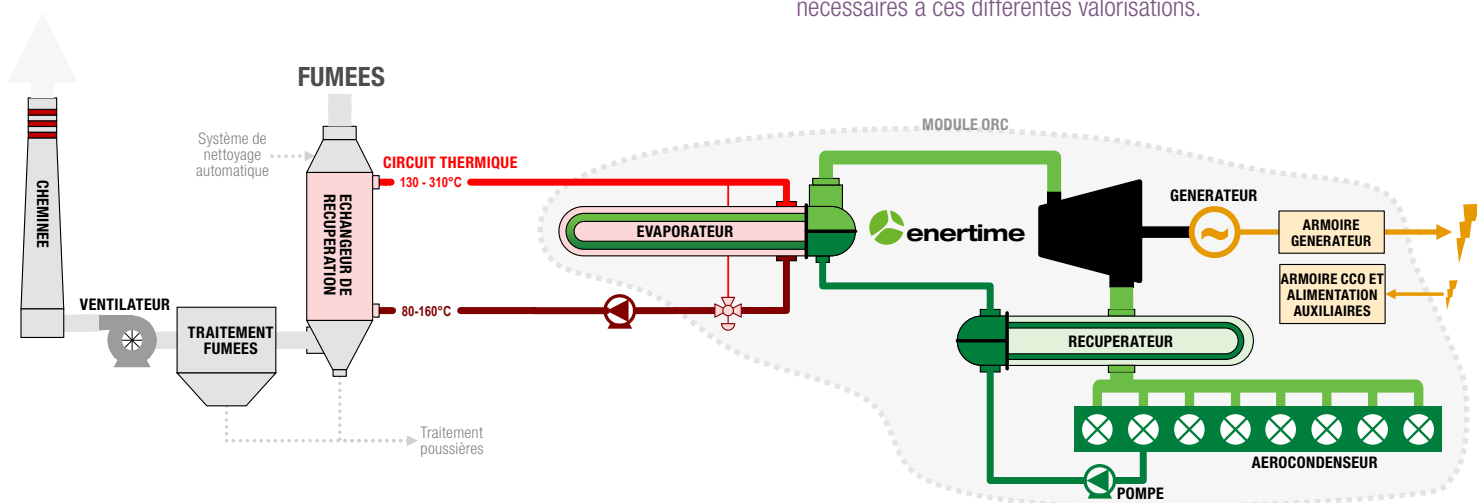 nécessaires à ces différentes valorisations.
FUMEES
MODULE ORC
Système de
nettoyage
automatique
CIRCUIT THERMIQUE
130 - 310°C
CHEMINEE
ECHANGEUR DE
RECUPERATION
EVAPORATEUR
enertime
GENERATEUR
ARMOIRE
GENERATEUR
ARMOIRE CCO ET
ALIMENTATION
AUXILIAIRES
VENTILATEUR
80-160°C
TRAITEMENT
FUMEES
RECUPERATEUR
Traitement
poussières
AEROCONDENSEUR
POMPE